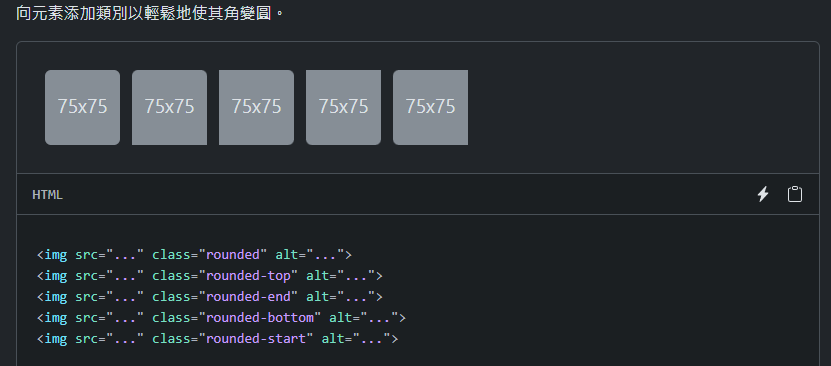 向元素添加類別以輕鬆地使其角變圓。
75x75 75x75 75x75 75x75 75x75
HTML
<img src="..." class="rounded" alt="...">
<img src="..." class="rounded-top" alt="...">
<img src="..." class="rounded-end" alt="...">
<img src="..." class="rounded-bottom" alt="...">
<img src="..." class="rounded-start" alt="...">